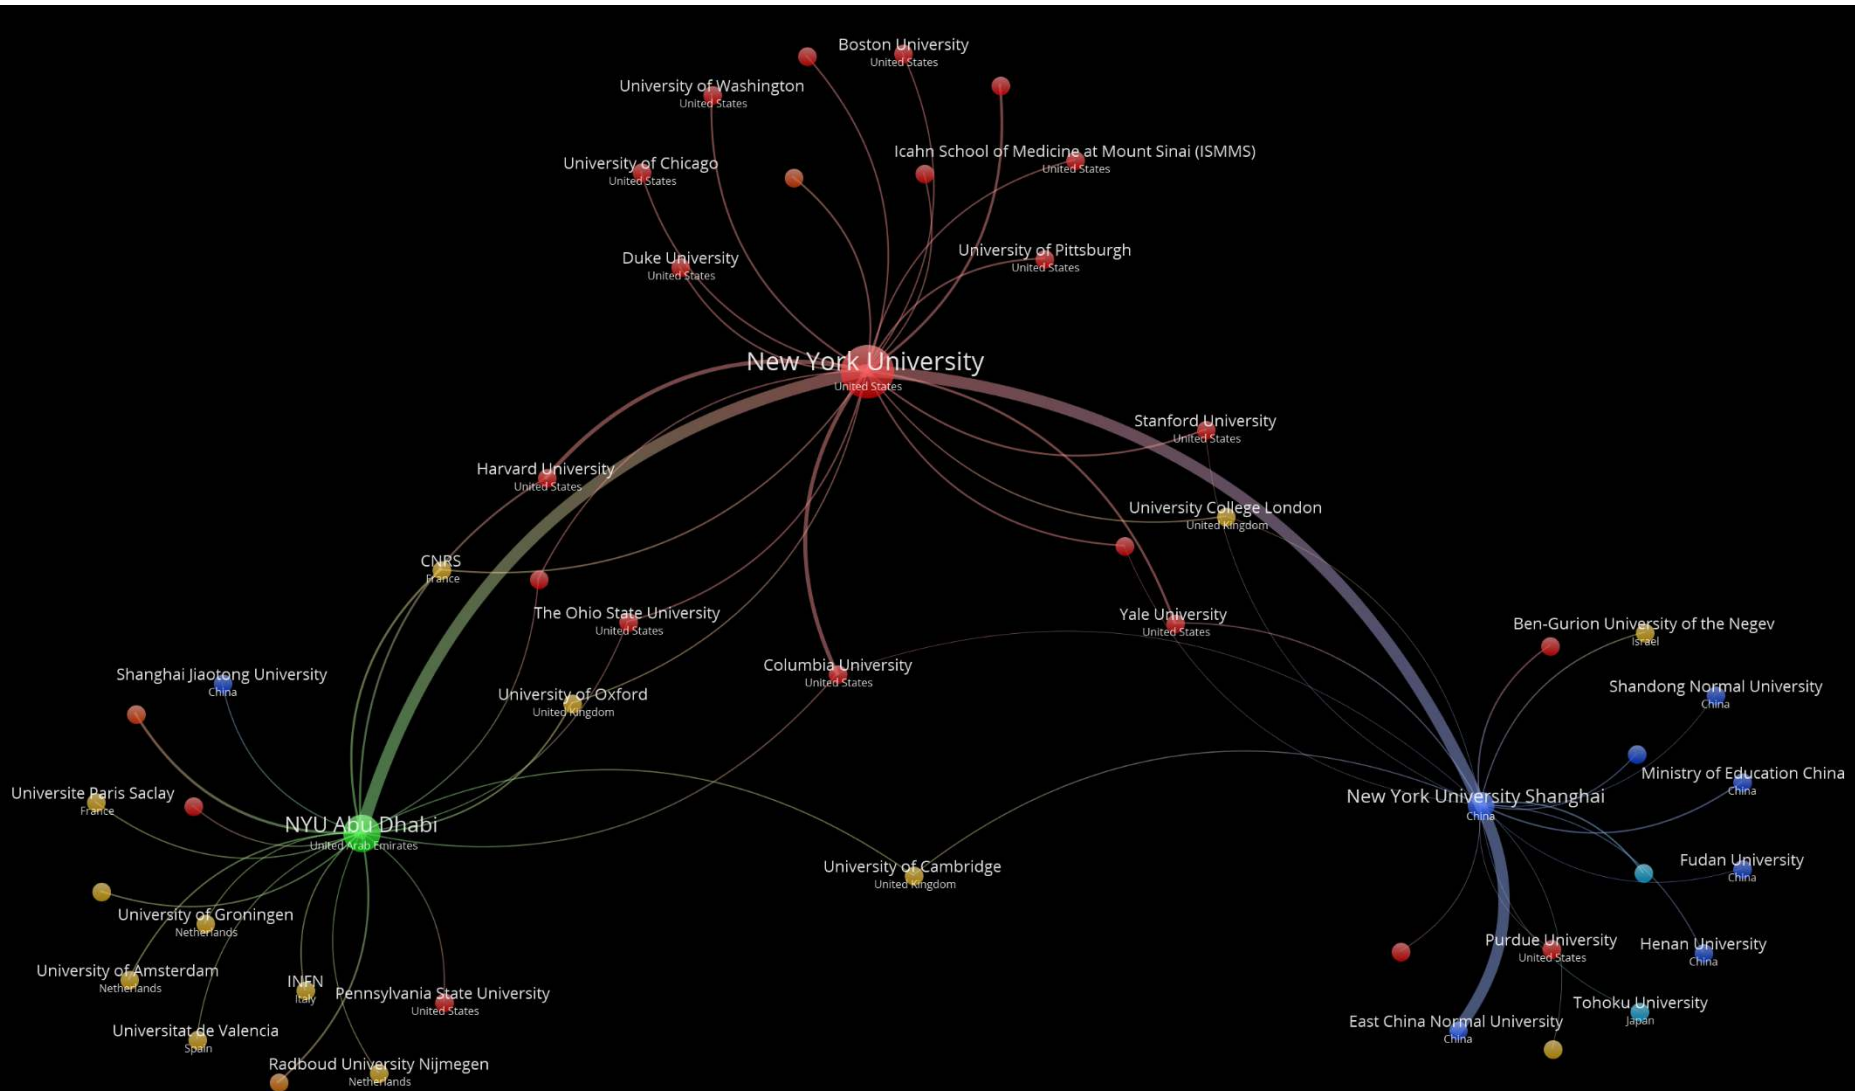 Boston University
United States
University of Washington
United States
Icahn School of Medicine at Mount Sinai (ISMMS)
United States
University of Chicago
United States
University of Pittsburgh
United States
Duke University
United States
New York University
United States
Stanford University
United States
Harvard University
United States
University College London
United Kingdom
CNRS
France
The Ohio State University
United States
Yale University
United States
Ben-Gurion University of the Negev
Israel
Columbia University
United States
Shanghai Jiaotong University
China
Shandong Normal University
China
University of Oxford
United Kingdom
Ministry of Education China
China
Universite Paris Saclay
France
New York University Shanghai
China
NYU Abu Dhabi
United Arab Emirates
Fudan University
China
University of Cambridge
United Kingdom
University of Groningen
Netherlands
Purdue University
United States
Henan University
China
University of Amsterdam
Netherlands
INFN
Italy
Pennsylvania State University
United States
Tohoku University
Japan
East China Normal University
China
Universitat de Valencia
Spain
Radboud University Nijmegen
Netherlands